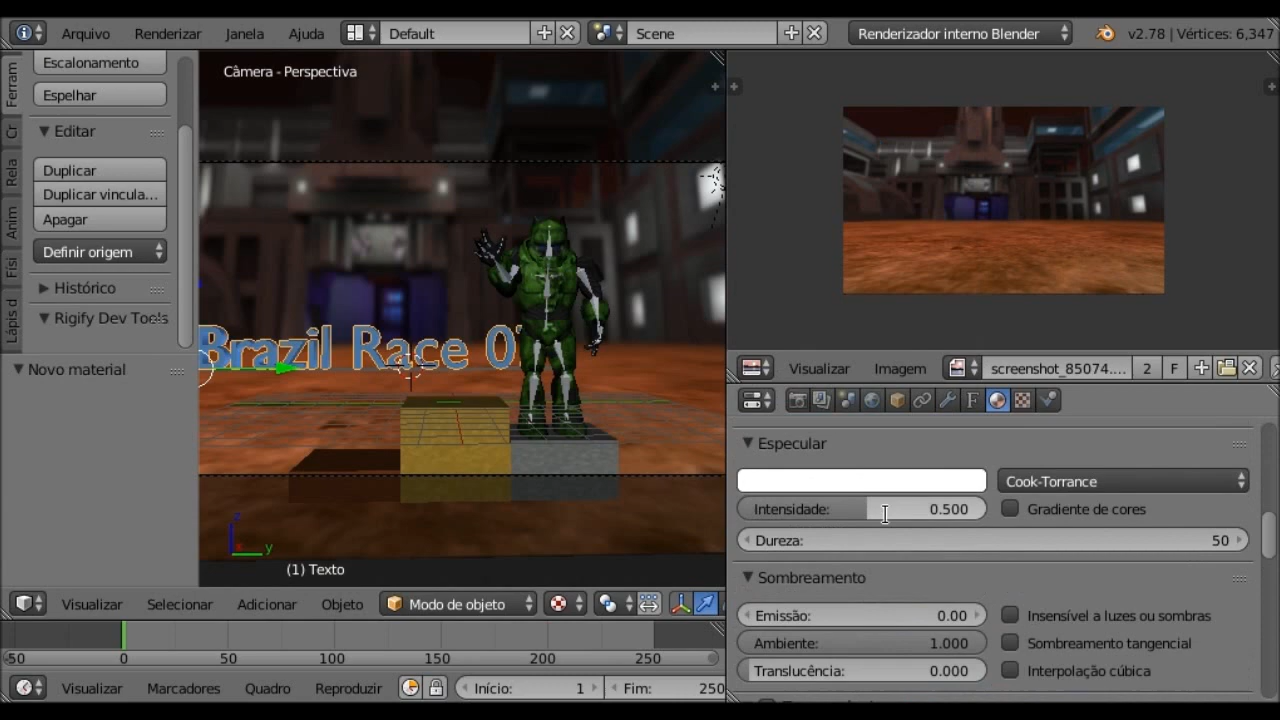 Arquivo Renderizar Janela Ajuda Default Scene Renderizador interno Blender v2.78 | Vértices: 6,347
Ferram
Cr
Rela
Anim
Físi
Lápis d
Escalonamento
Espelhar
Editar
Duplicar
Duplicar vincula...
Apagar
Definir origem
Histórico
Rigify Dev Tools
Novo material
Câmera - Perspectiva
Brazil Race 0
z
y
(1) Texto
Visualizar Selecionar Adicionar Objeto Modo de objeto
-50 0 50 100 150 200 250
Visualizar Marcadores Quadro Reproduzir Início: 1 Fim: 250
Visualizar Imagem screenshot_85074.... 2 F
Especular
Cook-Torrance
Intensidade: 0.500 Gradiente de cores
Dureza: 50
Sombreamento
Emissão: 0.00 Insensível a luzes ou sombras
Ambiente: 1.000 Sombreamento tangencial
Translucência: 0.000 Interpolação cúbica